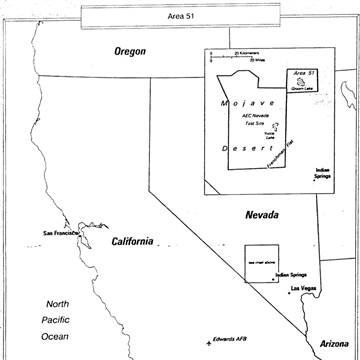 Area 51
Oregon
20 Kilometers
20 Miles
Area 51
Groom Lake
Mojave
AEC Nevada
Test Site
Yucca
Lake
Desert
Frenchman Flat
Indian
Springs
Nevada
San Francisco
California
see inset above
Indian Springs
Las Vegas
North
Pacific
Ocean
Edwards AFB
Arizona